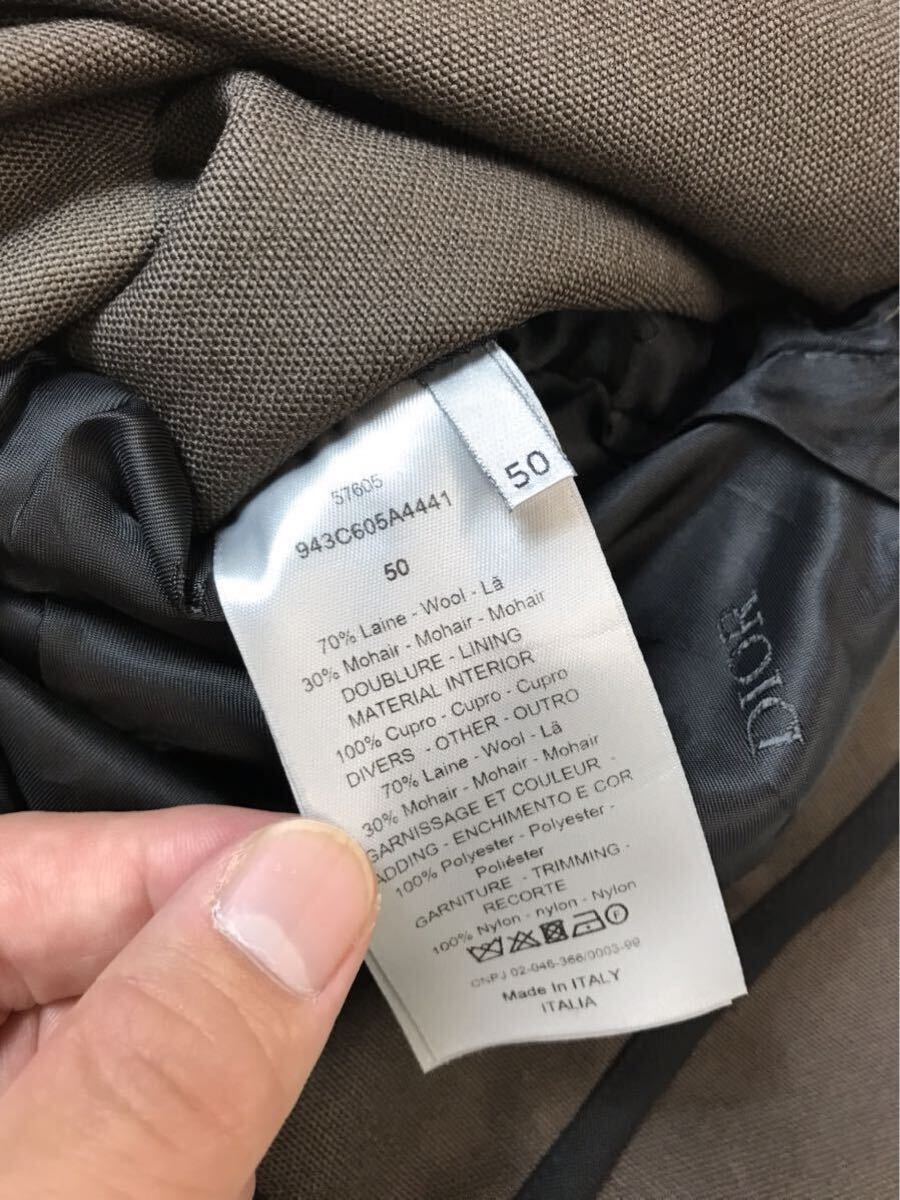 50
57605
943C605A4441
50
70% Laine - Wool - Lã
30% Mohair - Mohair - Mohair
DOUBLURE - LINING
MATERIAL INTERIOR
100% Cupro - Cupro - Cupro
DIVERS - OTHER - OUTRO
70% Laine - Wool - Lã
30% Mohair - Mohair - Mohair
GARNISSAGE ET COULEUR -
ADDING - ENCHIMENTO E COR
100% Polyester - Polyester -
Poliéster
GARNITURE - TRIMMING -
RECORTE
100% Nylon - nylon - Nylon
CNPJ 02-046-366/0003-99
Made In ITALY
ITALIA
DIOR